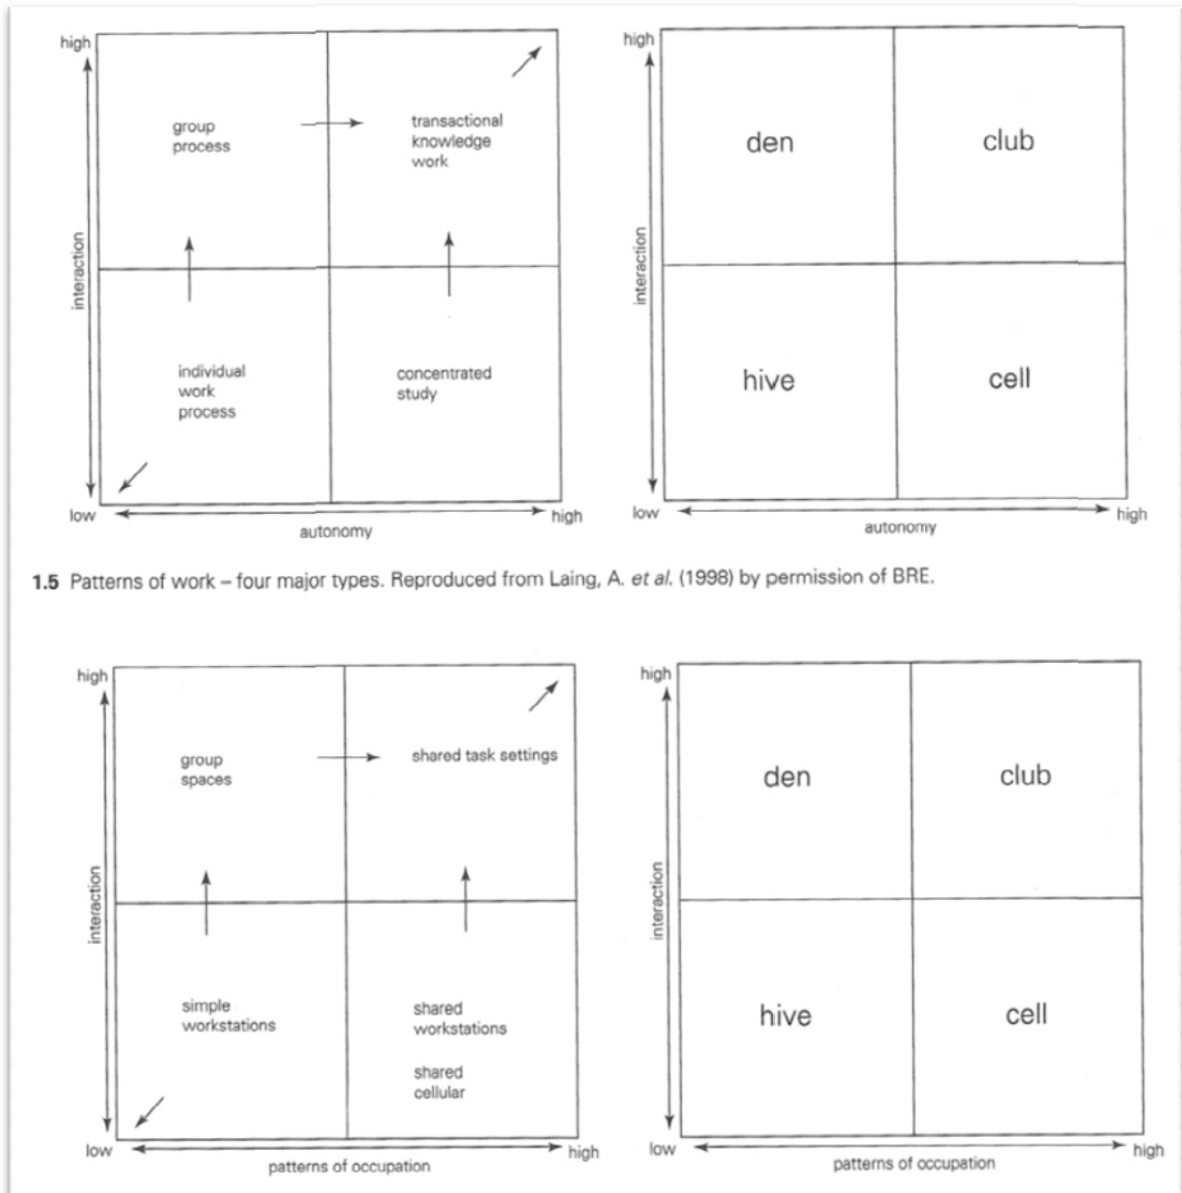 high
group
process
transactional
knowledge
work
interaction
individual
work
process
concentrated
study
low
high
autonomy
high
den
club
interaction
hive
cell
low
high
autonomy
1.5 Patterns of work – four major types. Reproduced from Laing, A. et al. (1998) by permission of BRE.
high
group
spaces
shared task settings
interaction
simple
workstations
shared
workstations
shared
cellular
low
high
patterns of occupation
high
den
club
interaction
hive
cell
low
high
patterns of occupation